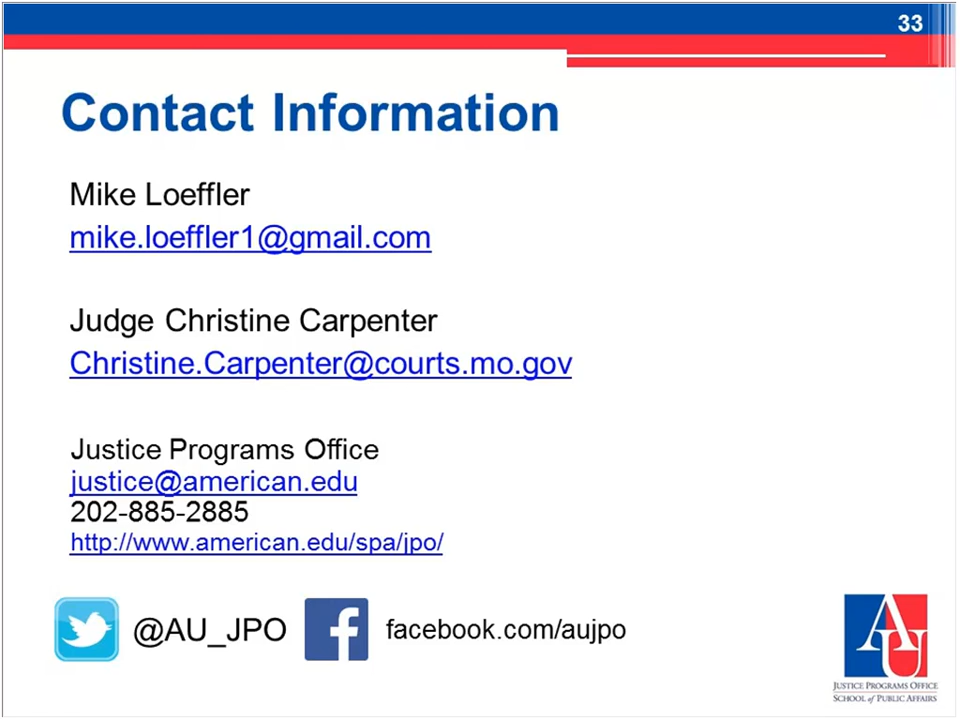 33
Contact Information
Mike Loeffler
mike.loeffler1@gmail.com
Judge Christine Carpenter
Christine.Carpenter@courts.mo.gov
Justice Programs Office
justice@american.edu
202-885-2885
http://www.american.edu/spa/jpo/
@AU_JPO facebook.com/aujpo
AU
JUSTICE PROGRAMS OFFICE
SCHOOL of PUBLIC AFFAIRS